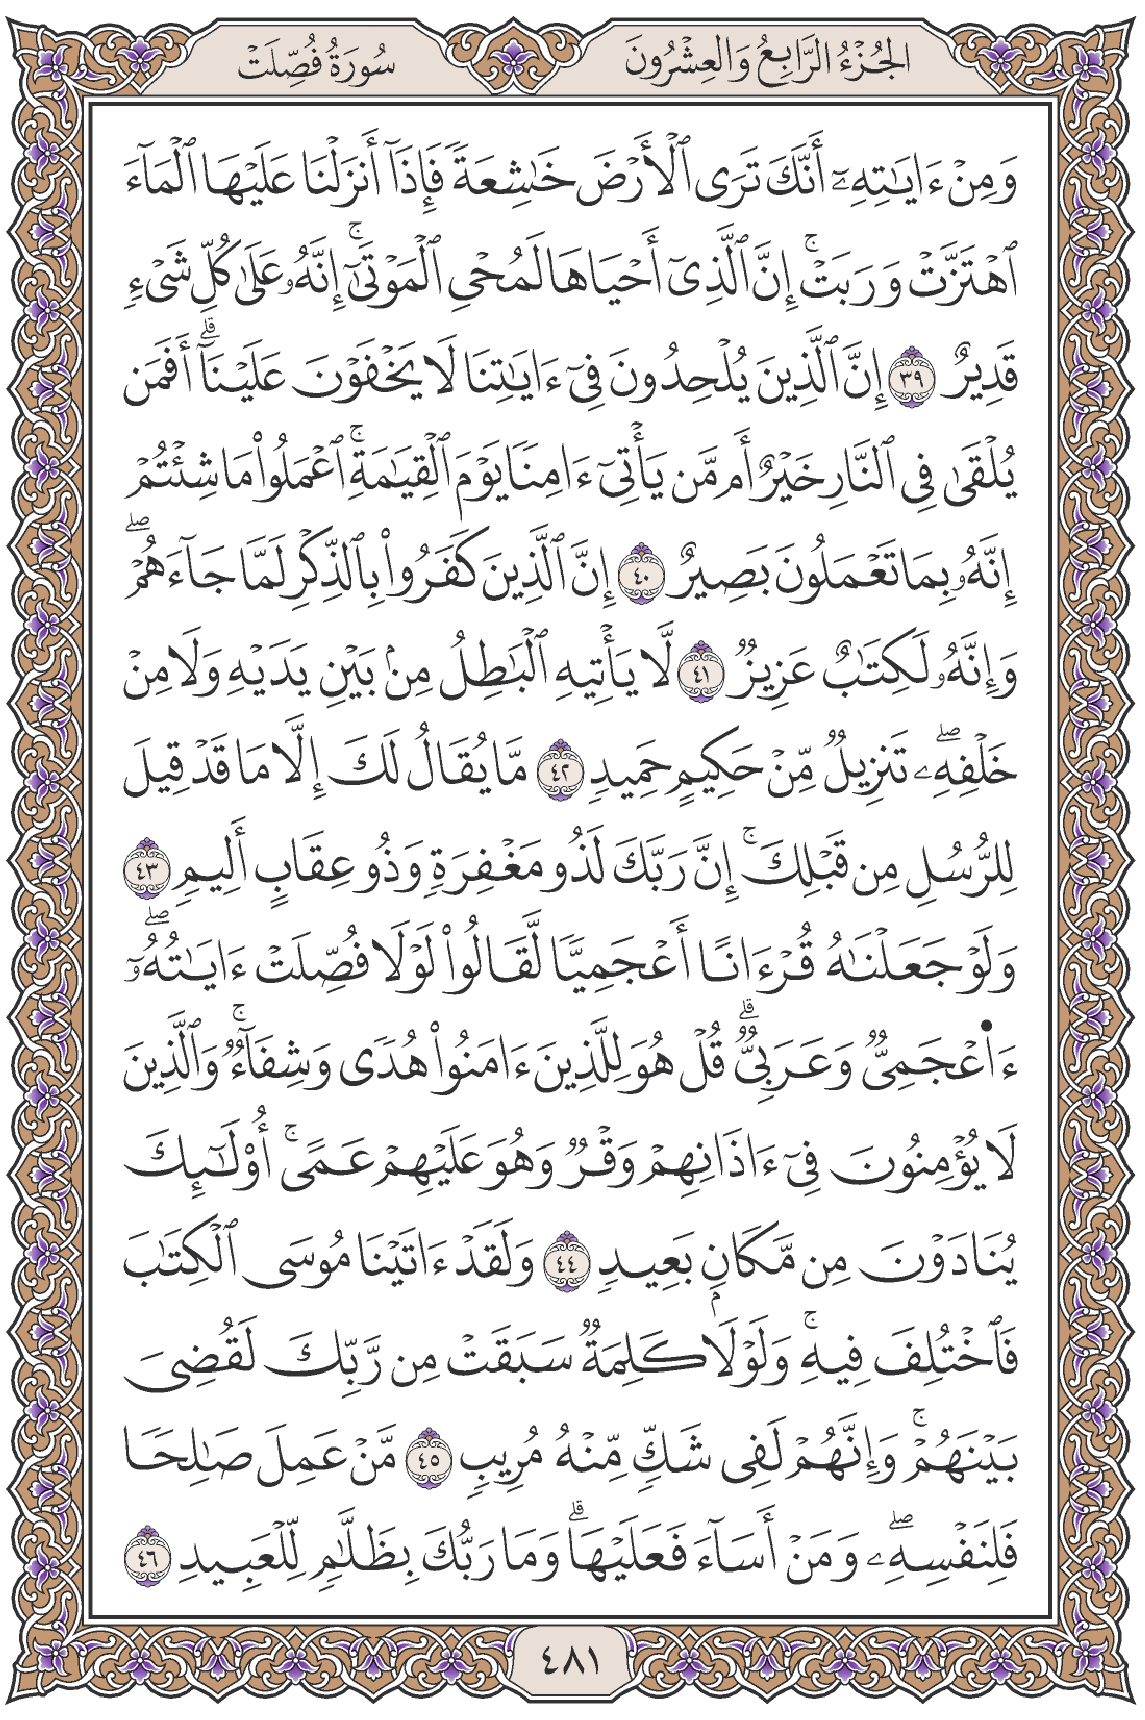 الجُزْءُ الرَّابِعُ وَالعِشْرُونَ
سُورَةُ فُصِّلَتْ
وَمِنْ ءَايَٰتِهِۦٓ أَنَّكَ تَرَى ٱلْأَرْضَ خَٰشِعَةً فَإِذَآ أَنزَلْنَا عَلَيْهَا ٱلْمَآءَ
ٱهْتَزَّتْ وَرَبَتْ ۚ إِنَّ ٱلَّذِىٓ أَحْيَاهَا لَمُحْىِ ٱلْمَوْتَىٰٓ ۚ إِنَّهُۥ عَلَىٰ كُلِّ شَىْءٍ
قَدِيرٌ ٣٩ إِنَّ ٱلَّذِينَ يُلْحِدُونَ فِىٓ ءَايَٰتِنَا لَا يَخْفَوْنَ عَلَيْنَآ ۗ أَفَمَن
يُلْقَىٰ فِى ٱلنَّارِ خَيْرٌ أَم مَّن يَأْتِىٓ ءَامِنًا يَوْمَ ٱلْقِيَٰمَةِ ۚ ٱعْمَلُوا۟ مَا شِئْتُمْ
إِنَّهُۥ بِمَا تَعْمَلُونَ بَصِيرٌ ٤٠ إِنَّ ٱلَّذِينَ كَفَرُوا۟ بِٱلذِّكْرِ لَمَّا جَآءَهُمْ ۖ
وَإِنَّهُۥ لَكِتَٰبٌ عَزِيزٌ ٤١ لَّا يَأْتِيهِ ٱلْبَٰطِلُ مِنۢ بَيْنِ يَدَيْهِ وَلَا مِنْ
خَلْفِهِۦ ۖ تَنزِيلٌ مِّنْ حَكِيمٍ حَمِيدٍ ٤٢ مَّا يُقَالُ لَكَ إِلَّا مَا قَدْ قِيلَ
لِلرُّسُلِ مِن قَبْلِكَ ۚ إِنَّ رَبَّكَ لَذُو مَغْفِرَةٍ وَذُو عِقَابٍ أَلِيمٍ ٤٣
وَلَوْ جَعَلْنَٰهُ قُرْءَانًا أَعْجَمِيًّا لَّقَالُوا۟ لَوْلَا فُصِّلَتْ ءَايَٰتُهُۥٓ ۖ
ءَا۬عْجَمِىٌّ وَعَرَبِىٌّ ۗ قُلْ هُوَ لِلَّذِينَ ءَامَنُوا۟ هُدًى وَشِفَآءٌ ۚ وَٱلَّذِينَ
لَا يُؤْمِنُونَ فِىٓ ءَاذَانِهِمْ وَقْرٌ وَهُوَ عَلَيْهِمْ عَمًى ۚ أُو۟لَٰٓئِكَ
يُنَادَوْنَ مِن مَّكَانٍۭ بَعِيدٍ ٤٤ وَلَقَدْ ءَاتَيْنَا مُوسَى ٱلْكِتَٰبَ
فَٱخْتُلِفَ فِيهِ ۚ وَلَوْلَا كَلِمَةٌ سَبَقَتْ مِن رَّبِّكَ لَقُضِىَ
بَيْنَهُمْ ۚ وَإِنَّهُمْ لَفِى شَكٍّ مِّنْهُ مُرِيبٍ ٤٥ مَّنْ عَمِلَ صَٰلِحًا
فَلِنَفْسِهِۦ ۖ وَمَنْ أَسَآءَ فَعَلَيْهَا ۗ وَمَا رَبُّكَ بِظَلَّٰمٍ لِّلْعَبِيدِ ٤٦
٤٨١